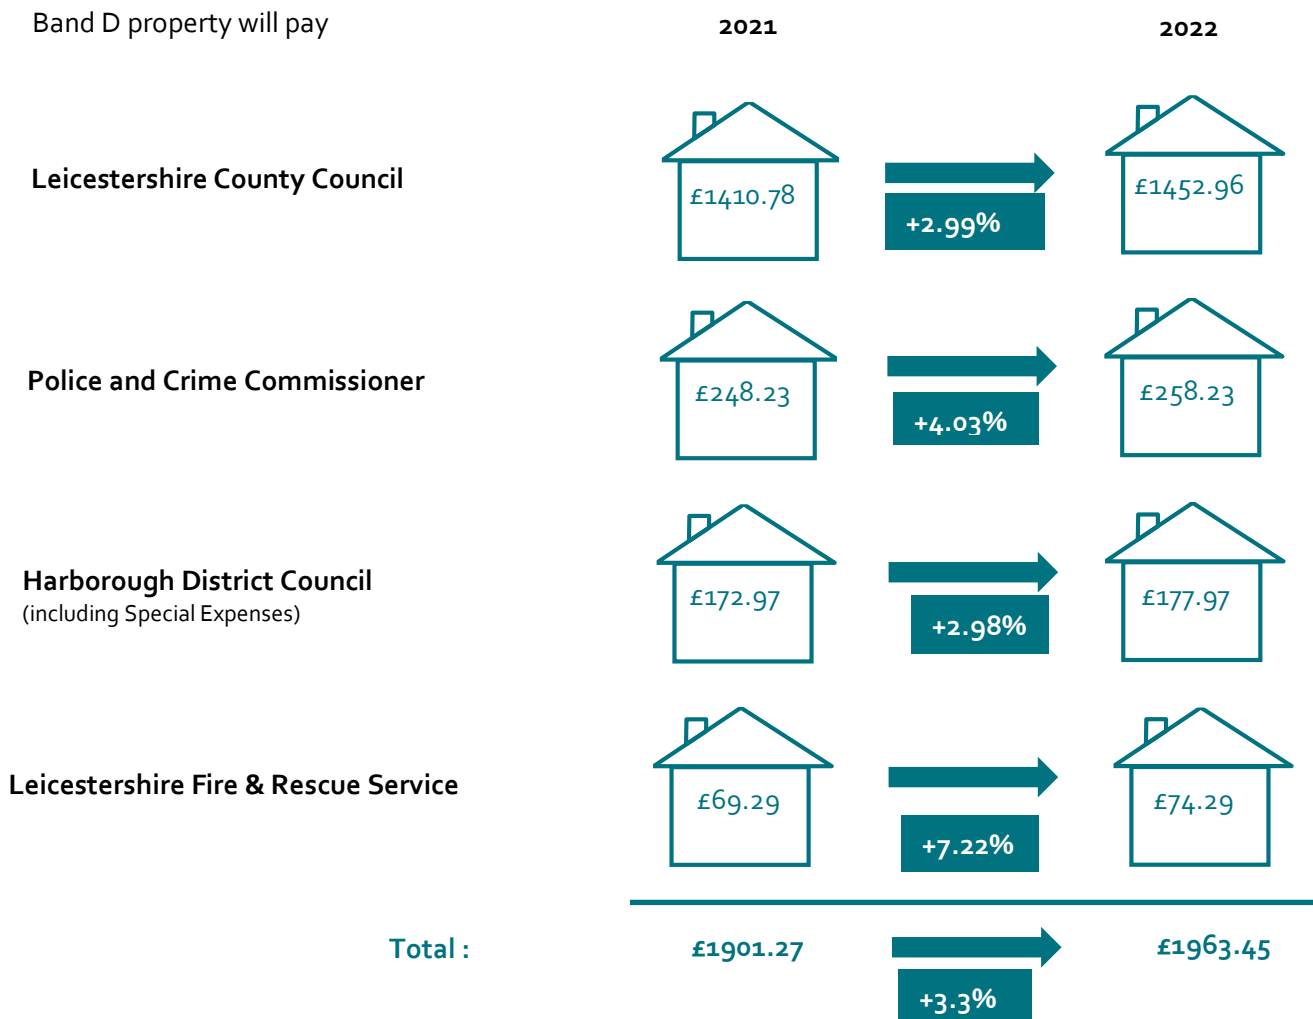 Band D property will pay
2021
2022
Leicestershire County Council
£1410.78
+2.99%
£1452.96
Police and Crime Commissioner
£248.23
+4.03%
£258.23
Harborough District Council
(including Special Expenses)
£172.97
+2.98%
£177.97
Leicestershire Fire & Rescue Service
£69.29
+7.22%
£74.29
Total :
£1901.27
+3.3%
£1963.45